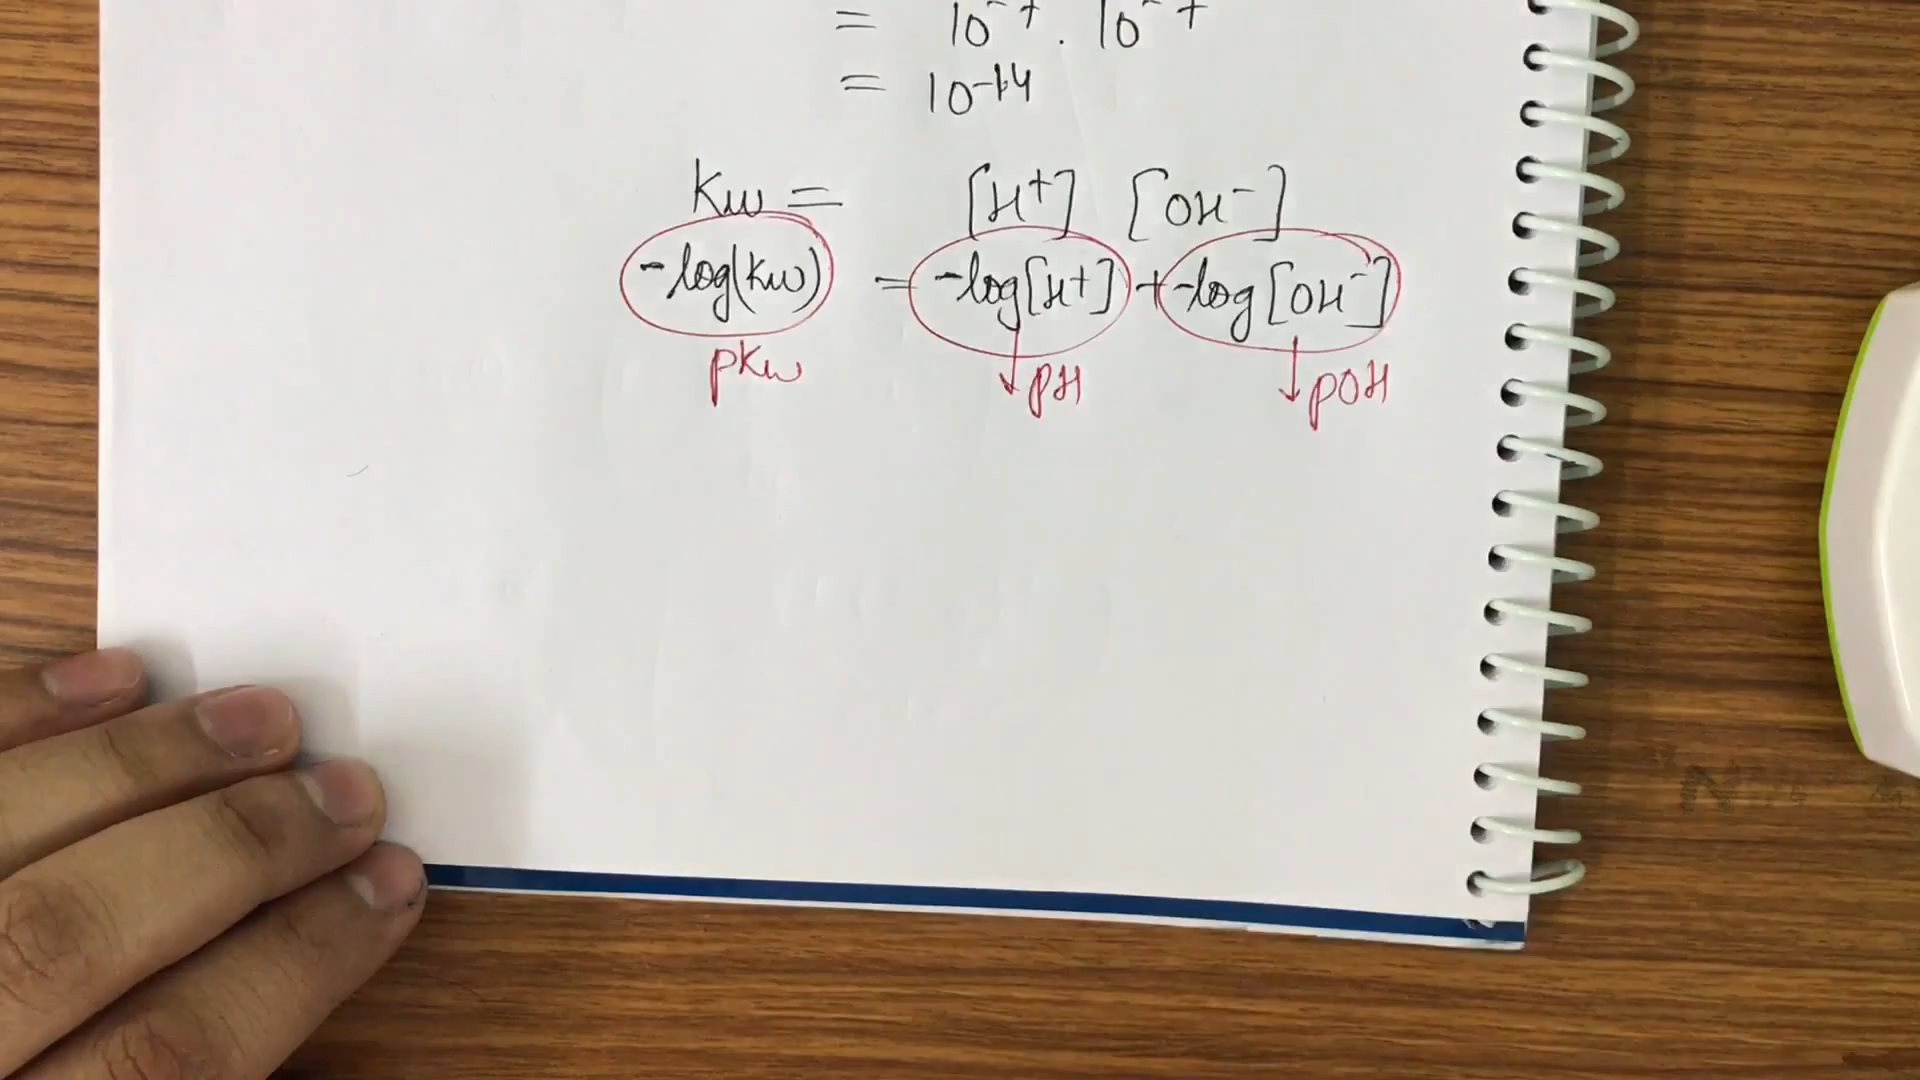 = 10⁻⁷ . 10⁻⁷
= 10⁻¹⁴
Kw = [H⁺] [OH⁻]
-log(Kw) = -log[H⁺] + -log[OH⁻]
pKw ↓ pH ↓ pOH